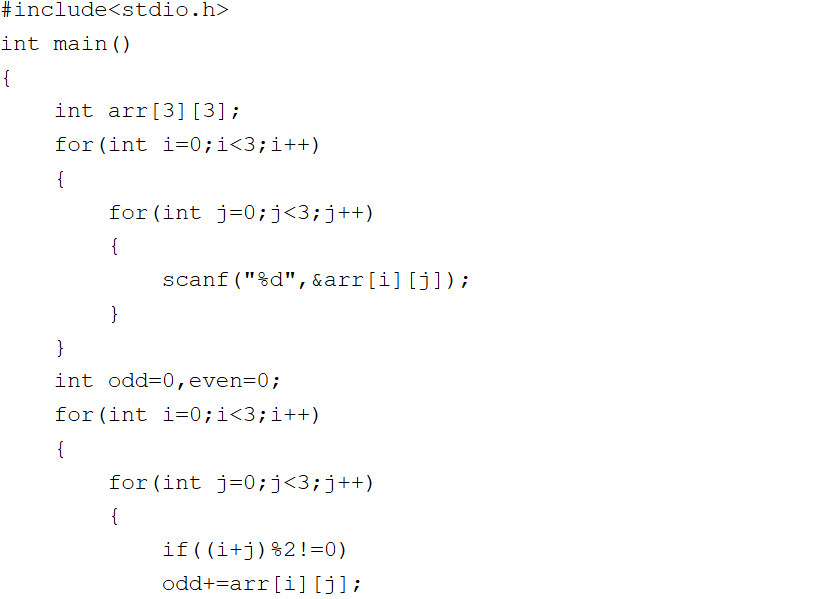 #include<stdio.h>
int main()
{
    int arr[3][3];
    for(int i=0;i<3;i++)
    {
        for(int j=0;j<3;j++)
        {
            scanf("%d",&arr[i][j]);
        }
    }
    int odd=0,even=0;
    for(int i=0;i<3;i++)
    {
        for(int j=0;j<3;j++)
        {
            if((i+j)%2!=0)
            odd+=arr[i][j];